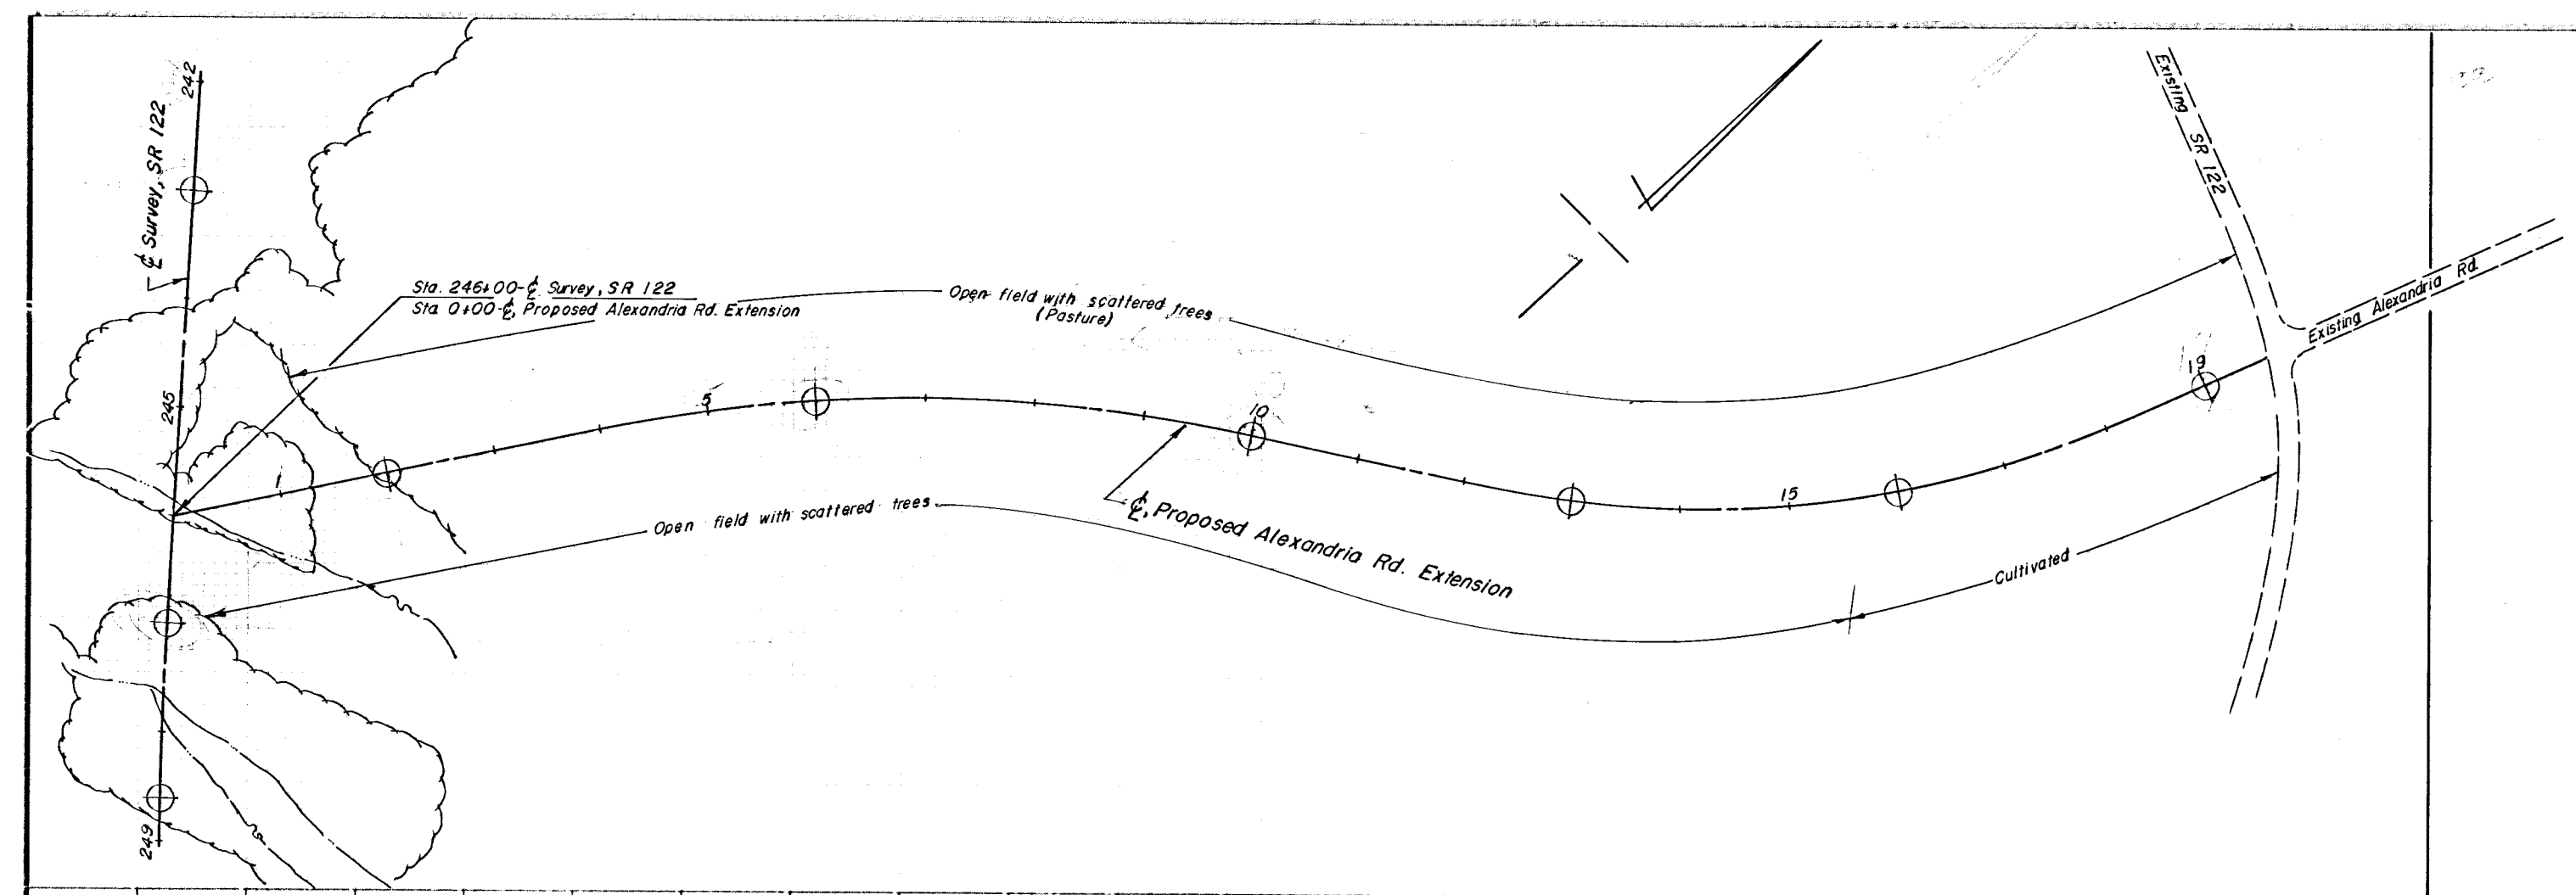 242
℄ Survey, SR 122
Existing SR 122
Existing Alexandria Rd.
Sta. 246+00-℄ Survey, SR 122
Sta 0+00-℄, Proposed Alexandria Rd. Extension
Open field with scattered trees
(Pasture)
19
245
5
10
1
15
Open field with scattered trees
℄, Proposed Alexandria Rd. Extension
Cultivated
249